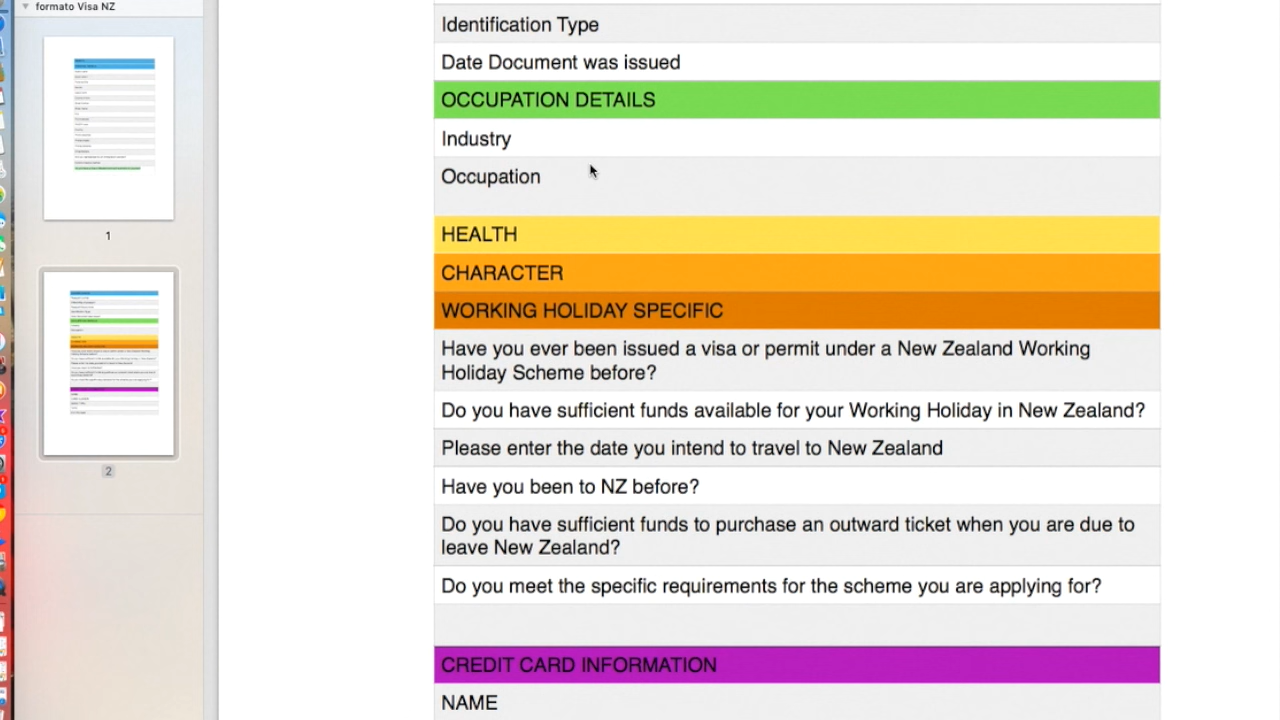 formato Visa NZ
1
2
Identification Type
Date Document was issued
OCCUPATION DETAILS
Industry
Occupation
HEALTH
CHARACTER
WORKING HOLIDAY SPECIFIC
Have you ever been issued a visa or permit under a New Zealand Working
Holiday Scheme before?
Do you have sufficient funds available for your Working Holiday in New Zealand?
Please enter the date you intend to travel to New Zealand
Have you been to NZ before?
Do you have sufficient funds to purchase an outward ticket when you are due to
leave New Zealand?
Do you meet the specific requirements for the scheme you are applying for?
CREDIT CARD INFORMATION
NAME